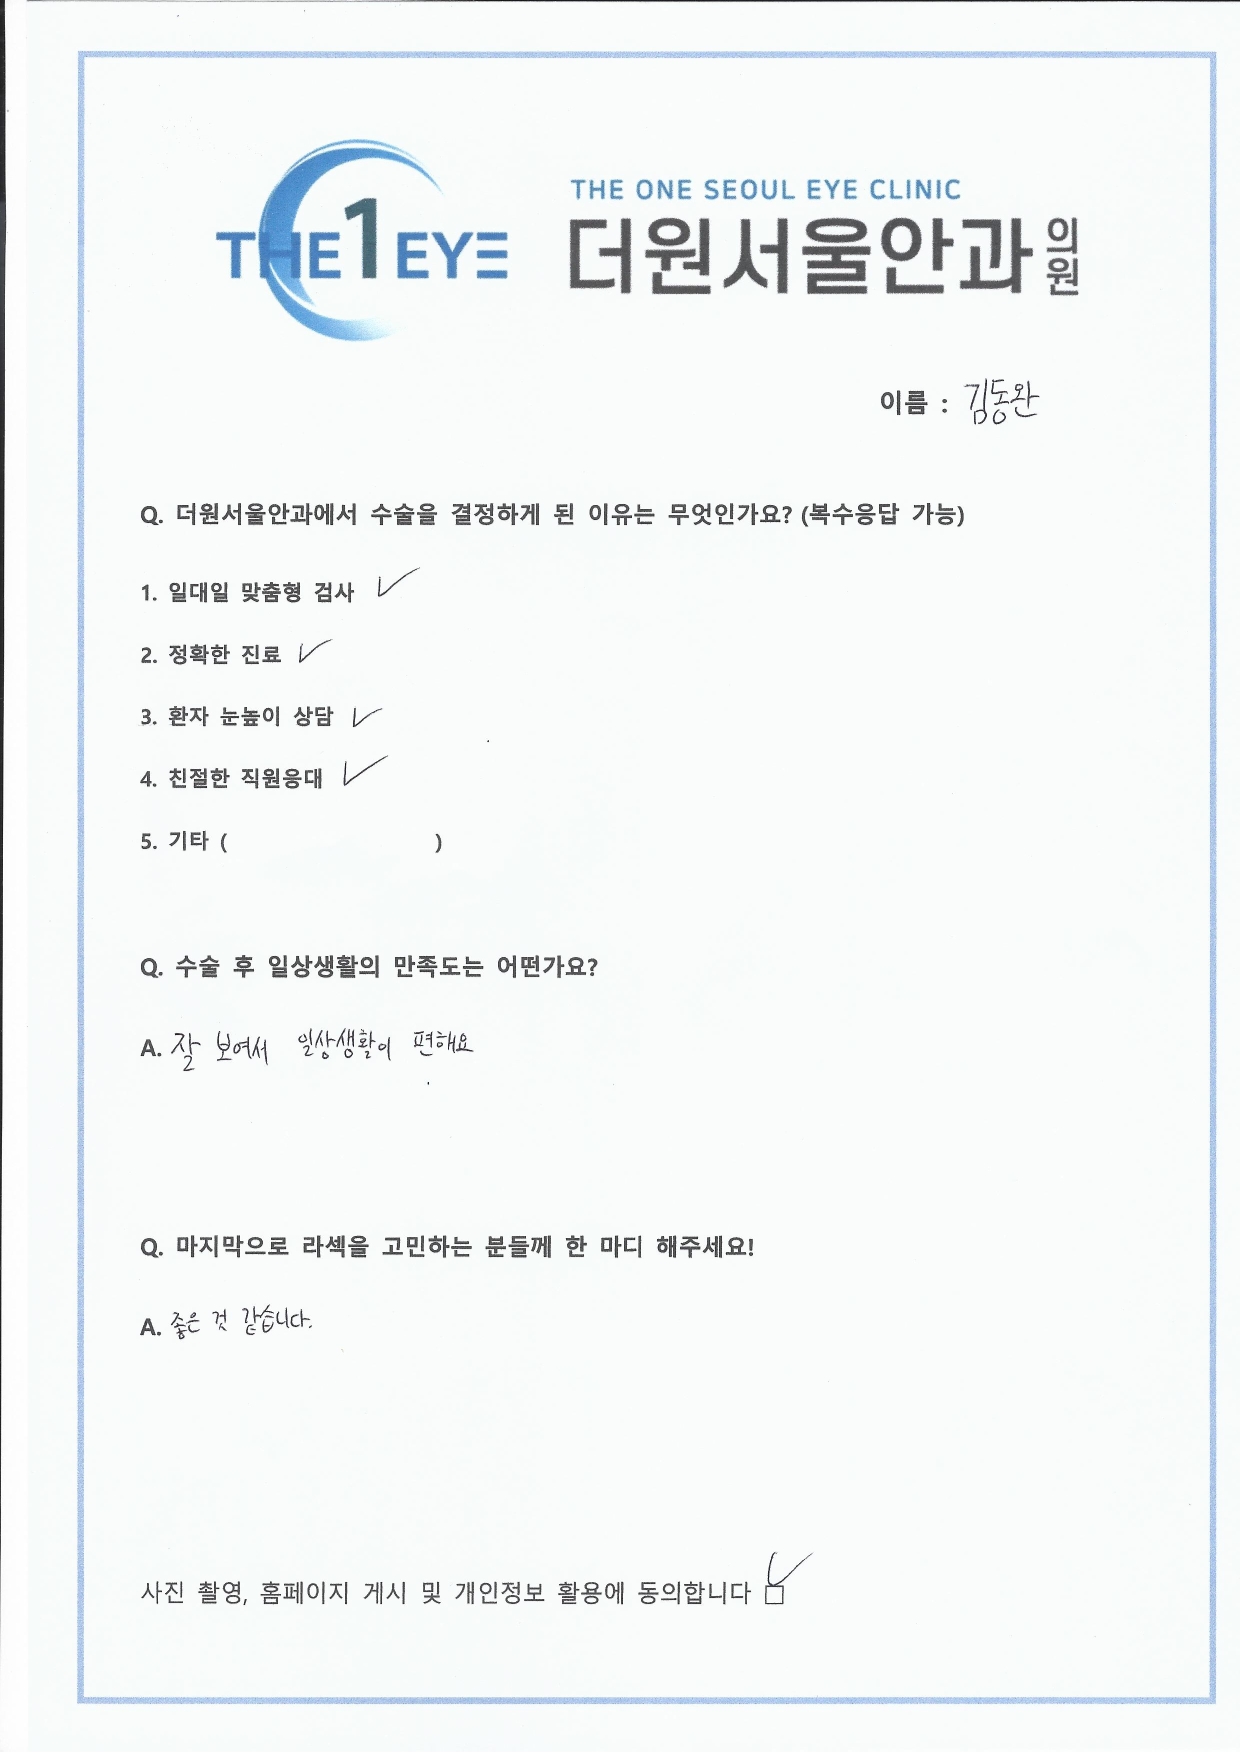 THE 1 EYE
THE ONE SEOUL EYE CLINIC
더원서울안과의원
이름 : 김동완
Q. 더원서울안과에서 수술을 결정하게 된 이유는 무엇인가요? (복수응답 가능)
1. 일대일 맞춤형 검사 ✓
2. 정확한 진료 ✓
3. 환자 눈높이 상담 ✓
4. 친절한 직원응대 ✓
5. 기타 ( )
Q. 수술 후 일상생활의 만족도는 어떤가요?
A. 잘 보여서 일상생활이 편해요
Q. 마지막으로 라섹을 고민하는 분들께 한 마디 해주세요!
A. 좋은 것 같습니다.
사진 촬영, 홈페이지 게시 및 개인정보 활용에 동의합니다 ☑